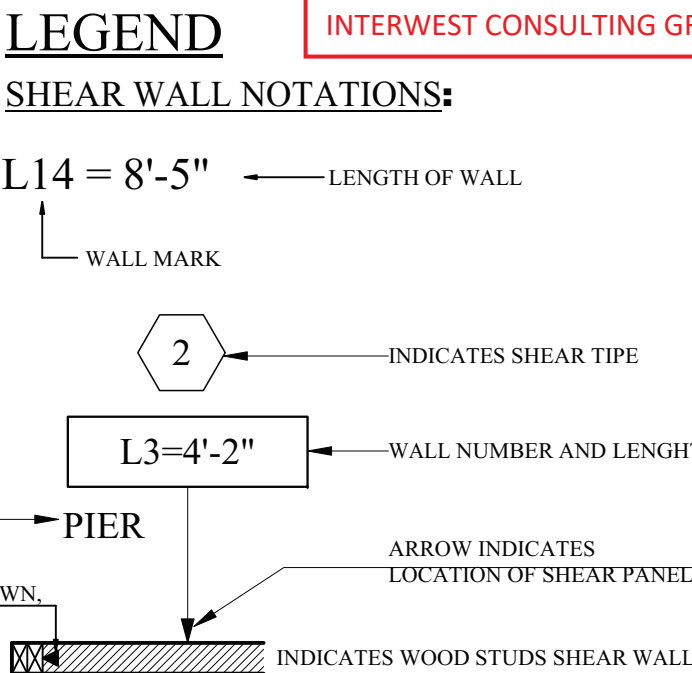 LEGEND
INTERWEST CONSULTING
SHEAR WALL NOTATIONS:
L14 = 8'-5"
LENGTH OF WALL
WALL MARK
2
INDICATES SHEAR TIPE
L3=4'-2"
WALL NUMBER AND LENGHT
PIER
ARROW INDICATES
LOCATION OF SHEAR PANEL
WN,
INDICATES WOOD STUDS SHEAR WALL